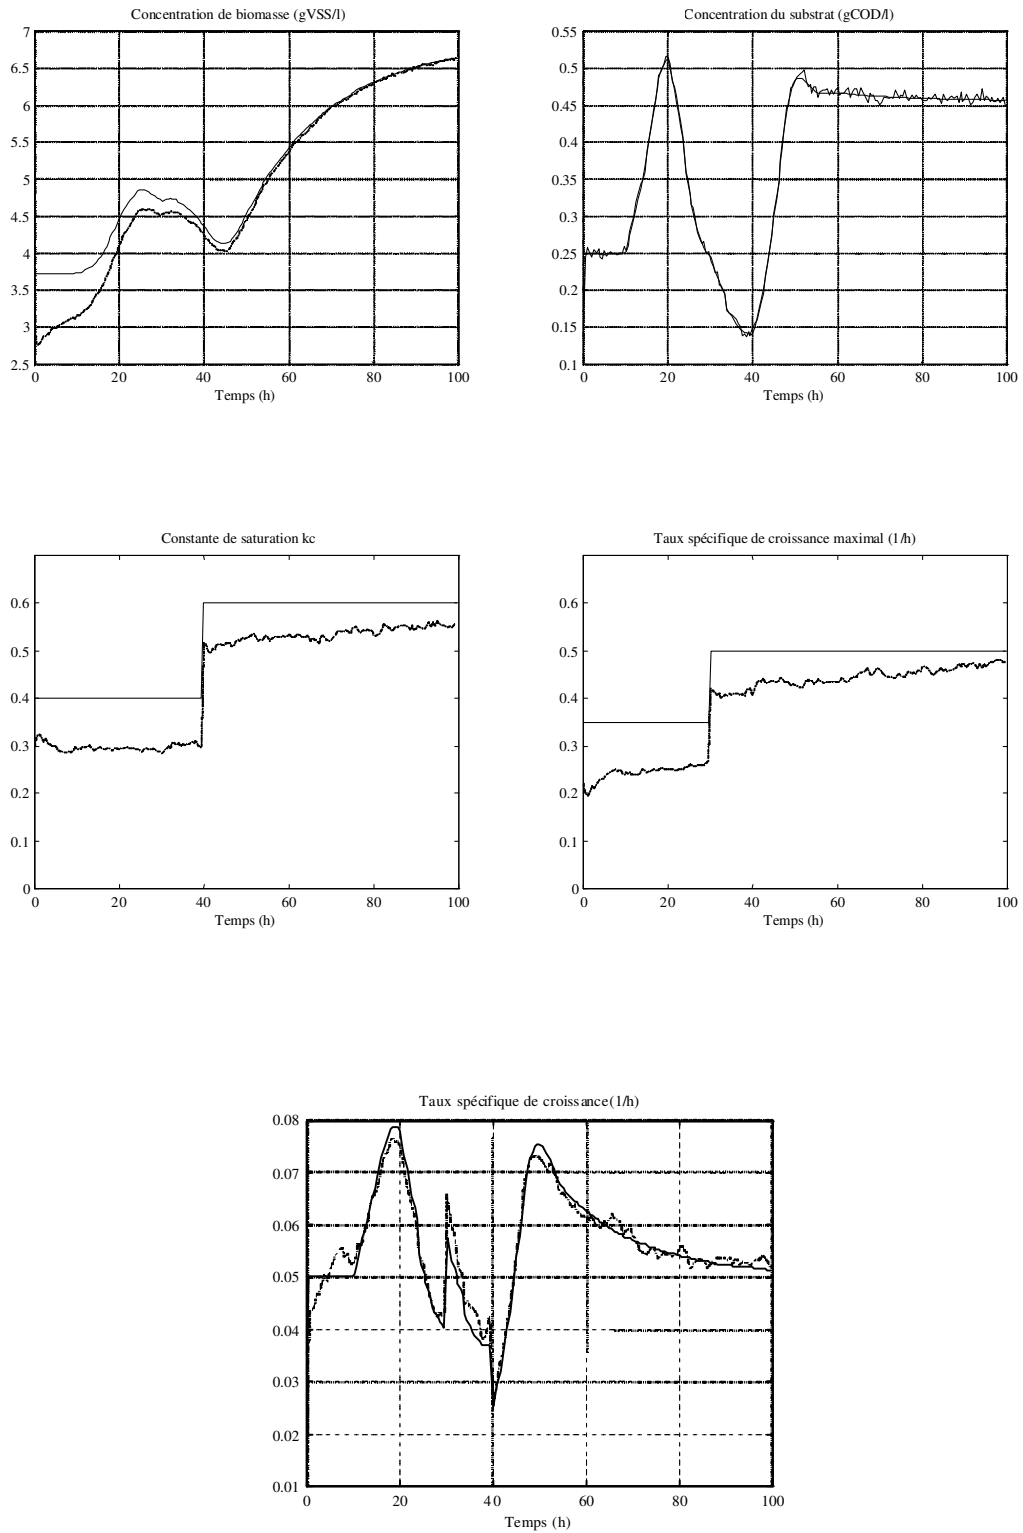 Concentration de biomasse (gVSS/l)
7
6.5
6
5.5
5
4.5
4
3.5
3
2.5
0 20 40 60 80 100
Temps (h)
Concentration du substrat (gCOD/l)
0.55
0.5
0.45
0.4
0.35
0.3
0.25
0.2
0.15
0.1
0 20 40 60 80 100
Temps (h)
Constante de saturation kc
0.6
0.5
0.4
0.3
0.2
0.1
0
0 20 40 60 80 100
Temps (h)
Taux spécifique de croissance maximal (1/h)
0.6
0.5
0.4
0.3
0.2
0.1
0
0 20 40 60 80 100
Temps (h)
Taux spécifique de croissance (1/h)
0.08
0.07
0.06
0.05
0.04
0.03
0.02
0.01
0 20 40 60 80 100
Temps (h)